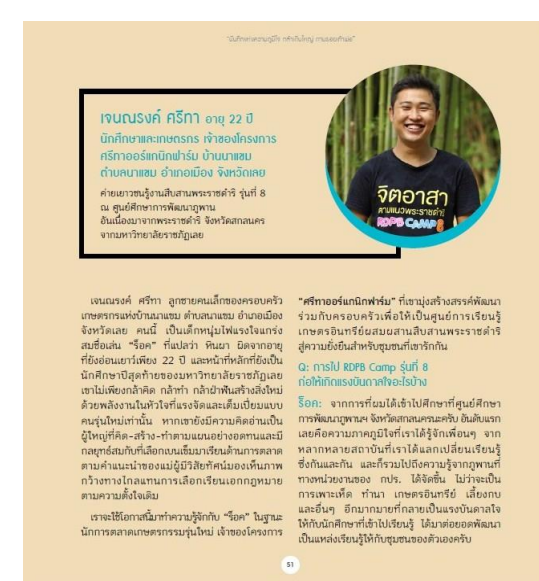 "บันทึกแห่งความภูมิใจ กล้าเติบใหญ่ ตามรอยเท้าพ่อ"
เจนณรงค์ ศรีทา อายุ 22 ปี
นักศึกษาและเกษตรกร เจ้าของโครงการ
ศรีทาออร์แกนิกฟาร์ม บ้านนาแขม
ตำบลนาแขม อำเภอเมือง จังหวัดเลย
ค่ายเยาวชนรู้งานสืบสานพระราชดำริ รุ่นที่ 8
ณ ศูนย์ศึกษาการพัฒนาภูพาน
อันเนื่องมาจากพระราชดำริ จังหวัดสกลนคร
จากมหาวิทยาลัยราชภัฏเลย
จิตอาสา
ตามแนวพระราชดำริ
RDPB CAMP 8
เจนณรงค์ ศรีทา ลูกชายคนเล็กของครอบครัว
เกษตรกรแห่งบ้านนาแขม ตำบลนาแขม อำเภอเมือง
จังหวัดเลย คนนี้ เป็นเด็กหนุ่มไฟแรงใจแกร่ง
สมชื่อเล่น "ร็อค" ที่แปลว่า หินผา ผิดจากอายุ
ที่ยังอ่อนเยาว์เพียง 22 ปี และหน้าที่หลักที่ยังเป็น
นักศึกษาปีสุดท้ายของมหาวิทยาลัยราชภัฏเลย
เขาไม่เพียงกล้าคิด กล้าทำ กล้าฝ่าฟันสร้างสิ่งใหม่
ด้วยพลังงานในหัวใจที่แรงจัดและเต็มเปี่ยมแบบ
คนรุ่นใหม่เท่านั้น หากเขายังมีความคิดอ่านเป็น
ผู้ใหญ่ที่คิด-สร้าง-ทำตามแผนอย่างอดทนและมี
กลยุทธ์สมกับที่เลือกเบนเข็มมาเรียนด้านการตลาด
ตามคำแนะนำของแม่ผู้มีวิสัยทัศน์มองเห็นภาพ
กว้างทางไกลแทนการเลือกเรียนเอกกฎหมาย
ตามความตั้งใจเดิม
เราจะใช้โอกาสนี้มาทำความรู้จักกับ "ร็อค" ในฐานะ
นักการตลาดเกษตรกรรมรุ่นใหม่ เจ้าของโครงการ
"ศรีทาออร์แกนิกฟาร์ม" ที่เขามุ่งสร้างสรรค์พัฒนา
ร่วมกับครอบครัวเพื่อให้เป็นศูนย์การเรียนรู้
เกษตรอินทรีย์ผสมผสานสืบสานพระราชดำริ
สู่ความยั่งยืนสำหรับชุมชนที่เขารักกัน
Q: การไป RDPB Camp รุ่นที่ 8
ก่อให้เกิดแรงบันดาลใจอะไรบ้าง
ร็อค: จากการที่ผมได้เข้าไปศึกษาที่ศูนย์ศึกษา
การพัฒนาภูพานฯ จังหวัดสกลนครนะครับ อันดับแรก
เลยคือความภาคภูมิใจที่เราได้รู้จักเพื่อนๆ จาก
หลากหลายสถาบันที่เราได้แลกเปลี่ยนเรียนรู้
ซึ่งกันและกัน และก็รวมไปถึงความรู้จากภูพานที่
ทางหน่วยงานของ กปร. ได้จัดขึ้น ไม่ว่าจะเป็น
การเพาะเห็ด ทำนา เกษตรอินทรีย์ เลี้ยงกบ
และอื่นๆ อีกมากมายที่กลายเป็นแรงบันดาลใจ
ให้กับนักศึกษาที่เข้าไปเรียนรู้ ได้มาต่อยอดพัฒนา
เป็นแหล่งเรียนรู้ให้กับชุมชนของตัวเองครับ
51